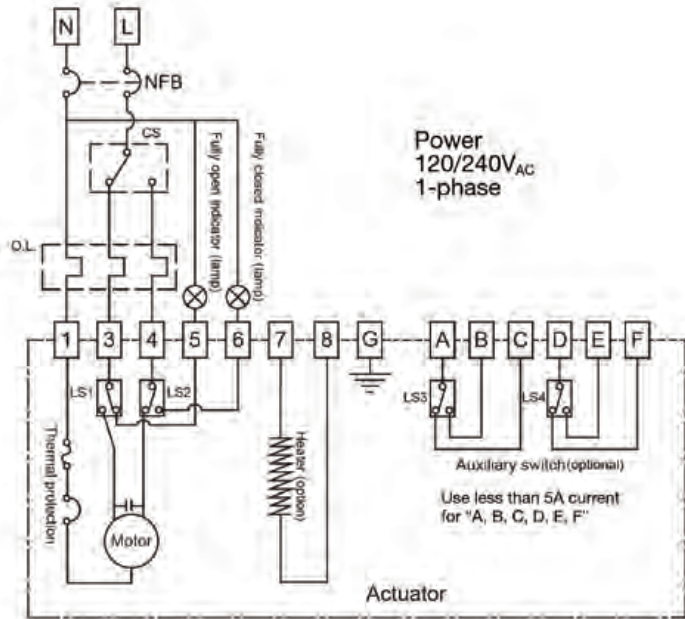 N L
NFB
CS
Fully open indicator (lamp)
Fully closed indicator (lamp)
Power
120/240VAC
1-phase
O.L.
1 3 4 5 6 7 8 G A B C D E F
LS1 LS2 LS3 LS4
Thermal protection
Heater (option)
Auxiliary switch(optional)
Use less than 5A current
for "A, B, C, D, E, F"
Motor
Actuator